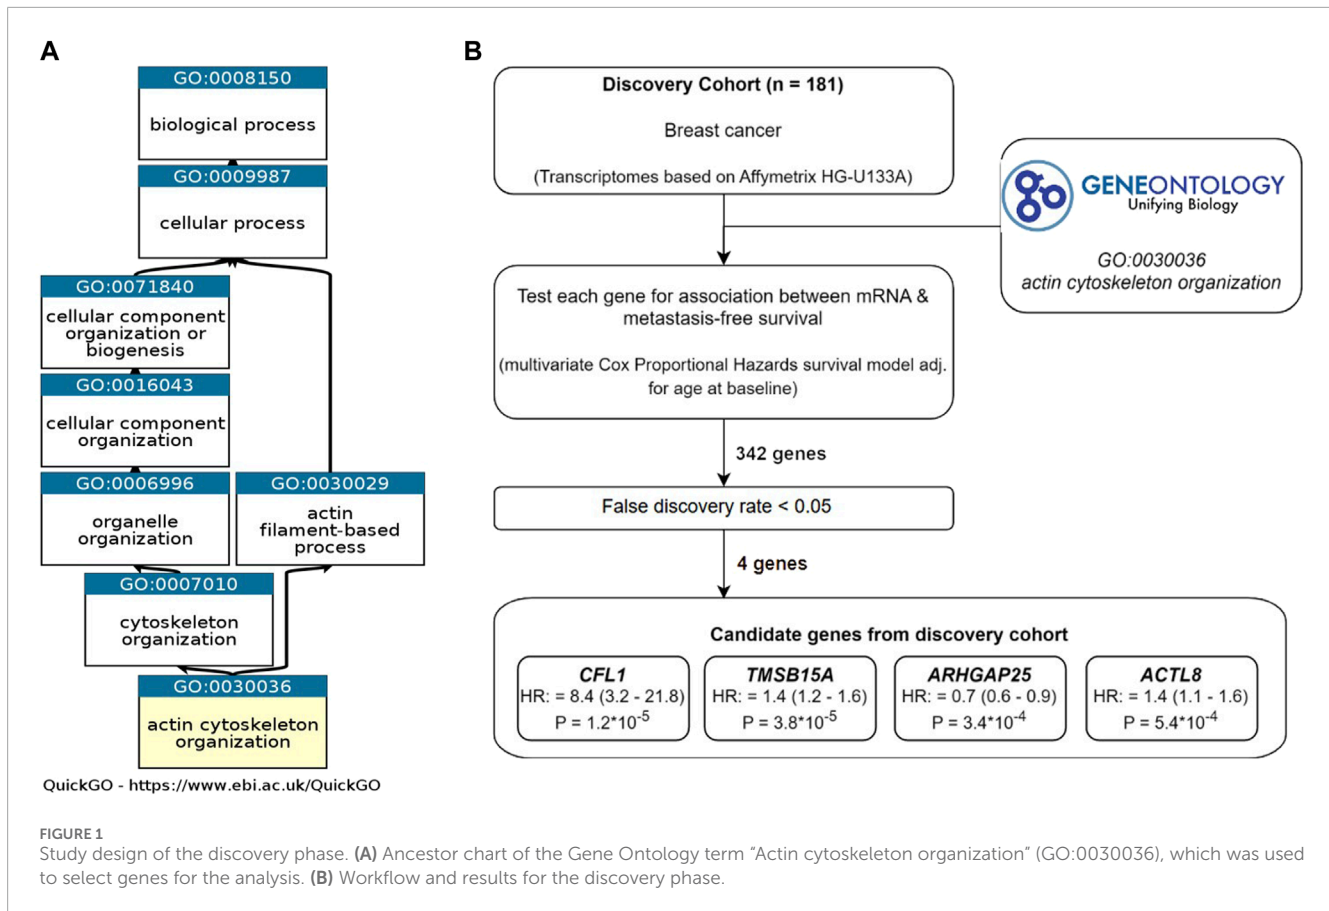 A
GO:0008150
biological process
GO:0009987
cellular process
GO:0071840
cellular component
organization or
biogenesis
GO:0016043
cellular component
organization
GO:0006996
organelle
organization
GO:0030029
actin
filament-based
process
GO:0007010
cytoskeleton
organization
GO:0030036
actin cytoskeleton
organization
QuickGO - https://www.ebi.ac.uk/QuickGO
B
Discovery Cohort (n = 181)
Breast cancer
(Transcriptomes based on Affymetrix HG-U133A)
go
GENEONTOLOGY
Unifying Biology
GO:0030036
actin cytoskeleton organization
Test each gene for association between mRNA &
metastasis-free survival
(multivariate Cox Proportional Hazards survival model adj.
for age at baseline)
342 genes
False discovery rate < 0.05
4 genes
Candidate genes from discovery cohort
CFL1
HR: = 8.4 (3.2 - 21.8)
P = 1.2*10-5
TMSB15A
HR: = 1.4 (1.2 - 1.6)
P = 3.8*10-5
ARHGAP25
HR: = 0.7 (0.6 - 0.9)
P = 3.4*10-4
ACTL8
HR: = 1.4 (1.1 - 1.6)
P = 5.4*10-4
FIGURE 1
Study design of the discovery phase. (A) Ancestor chart of the Gene Ontology term “Actin cytoskeleton organization” (GO:0030036), which was used
to select genes for the analysis. (B) Workflow and results for the discovery phase.